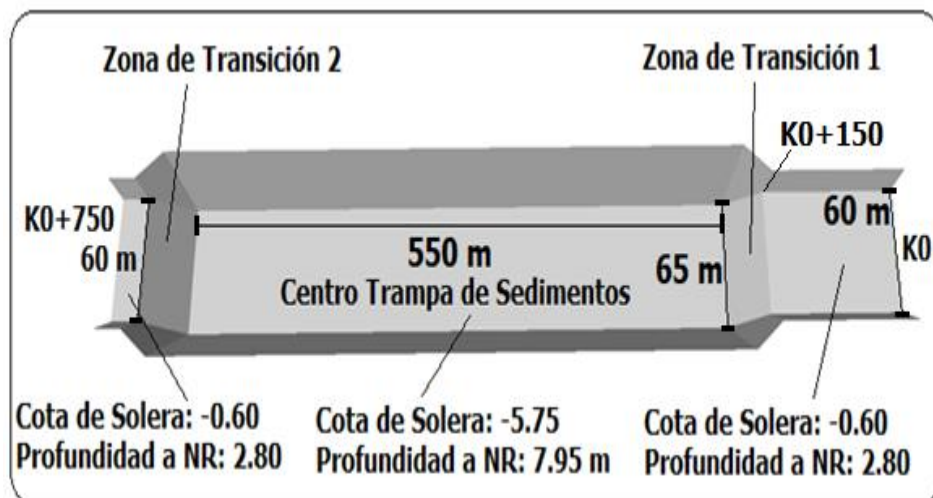 Zona de Transición 2
Zona de Transición 1
K0+150
K0+750
60 m
60 m
K0
550 m
65 m
Centro Trampa de Sedimentos
Cota de Solera: -0.60
Profundidad a NR: 2.80
Cota de Solera: -5.75
Profundidad a NR: 7.95 m
Cota de Solera: -0.60
Profundidad a NR: 2.80